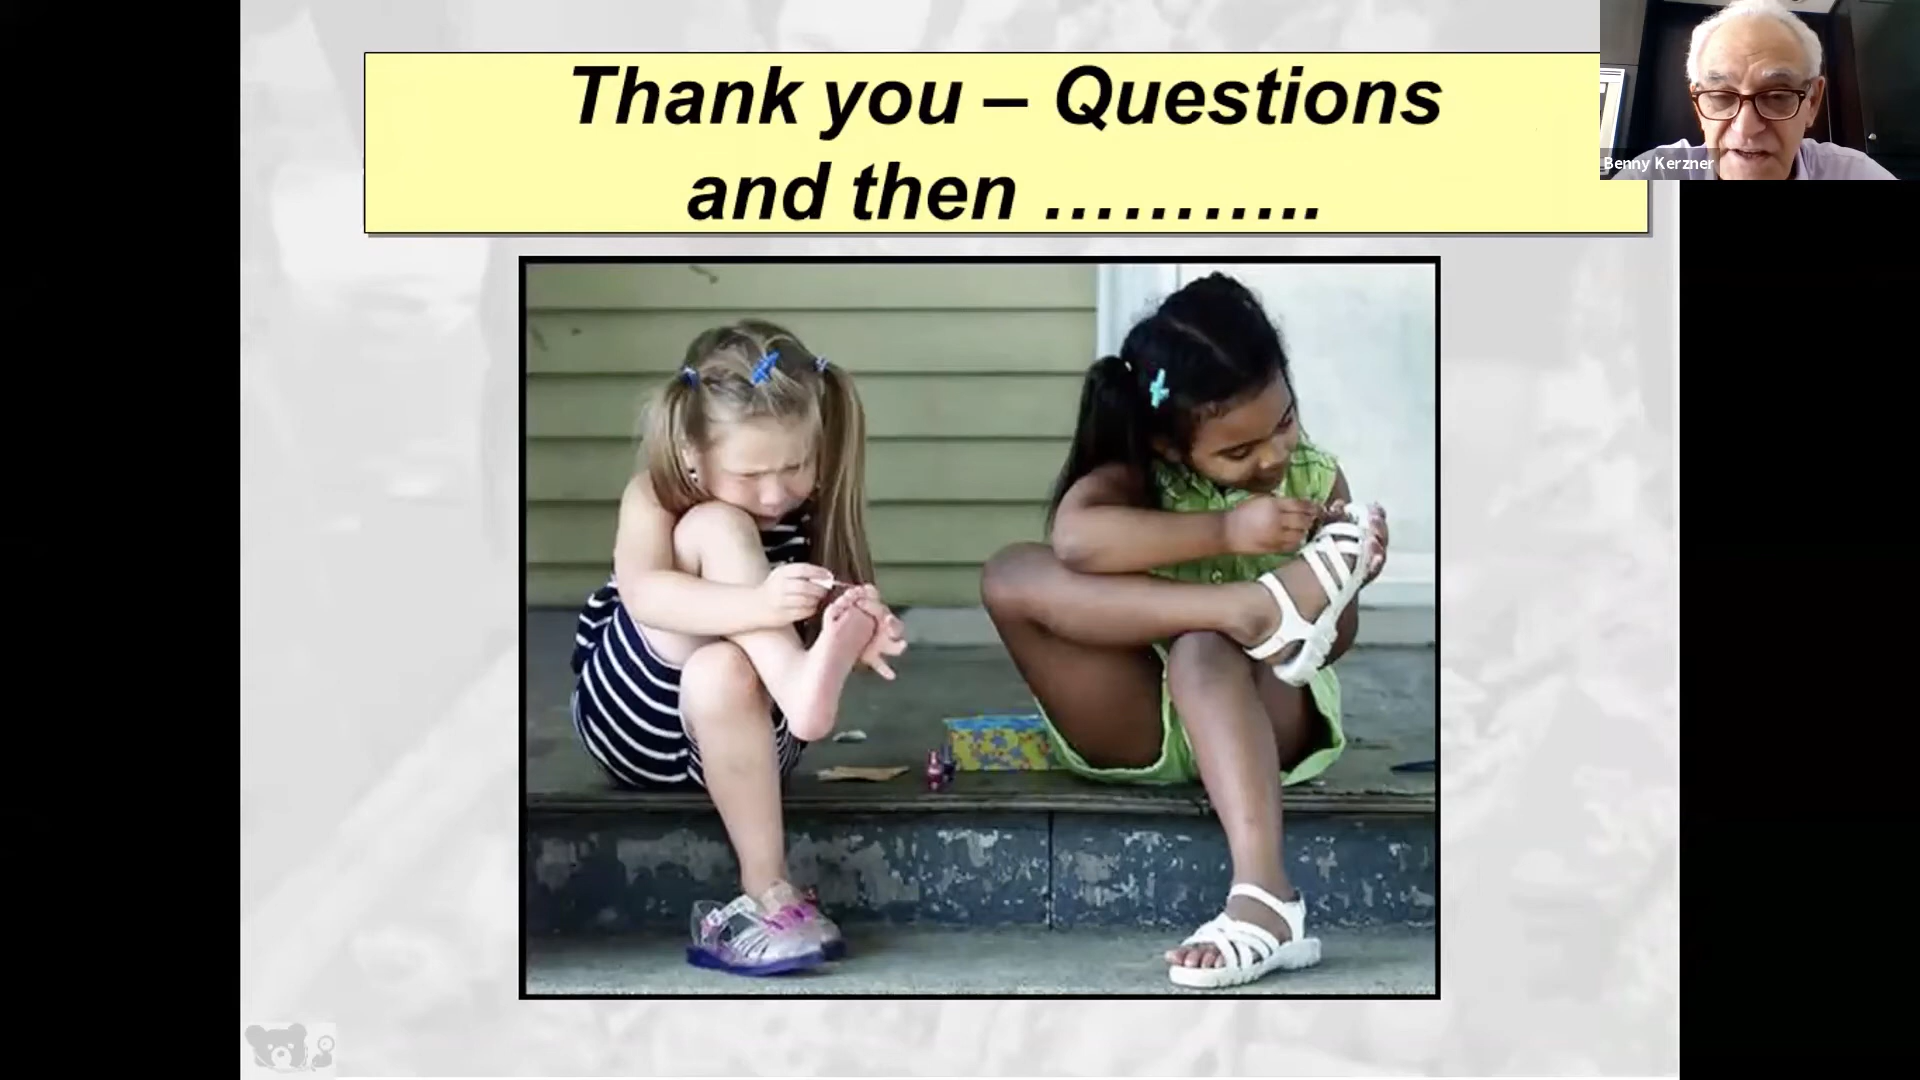 Thank you – Questions
and then ………..
Benny Kerzner